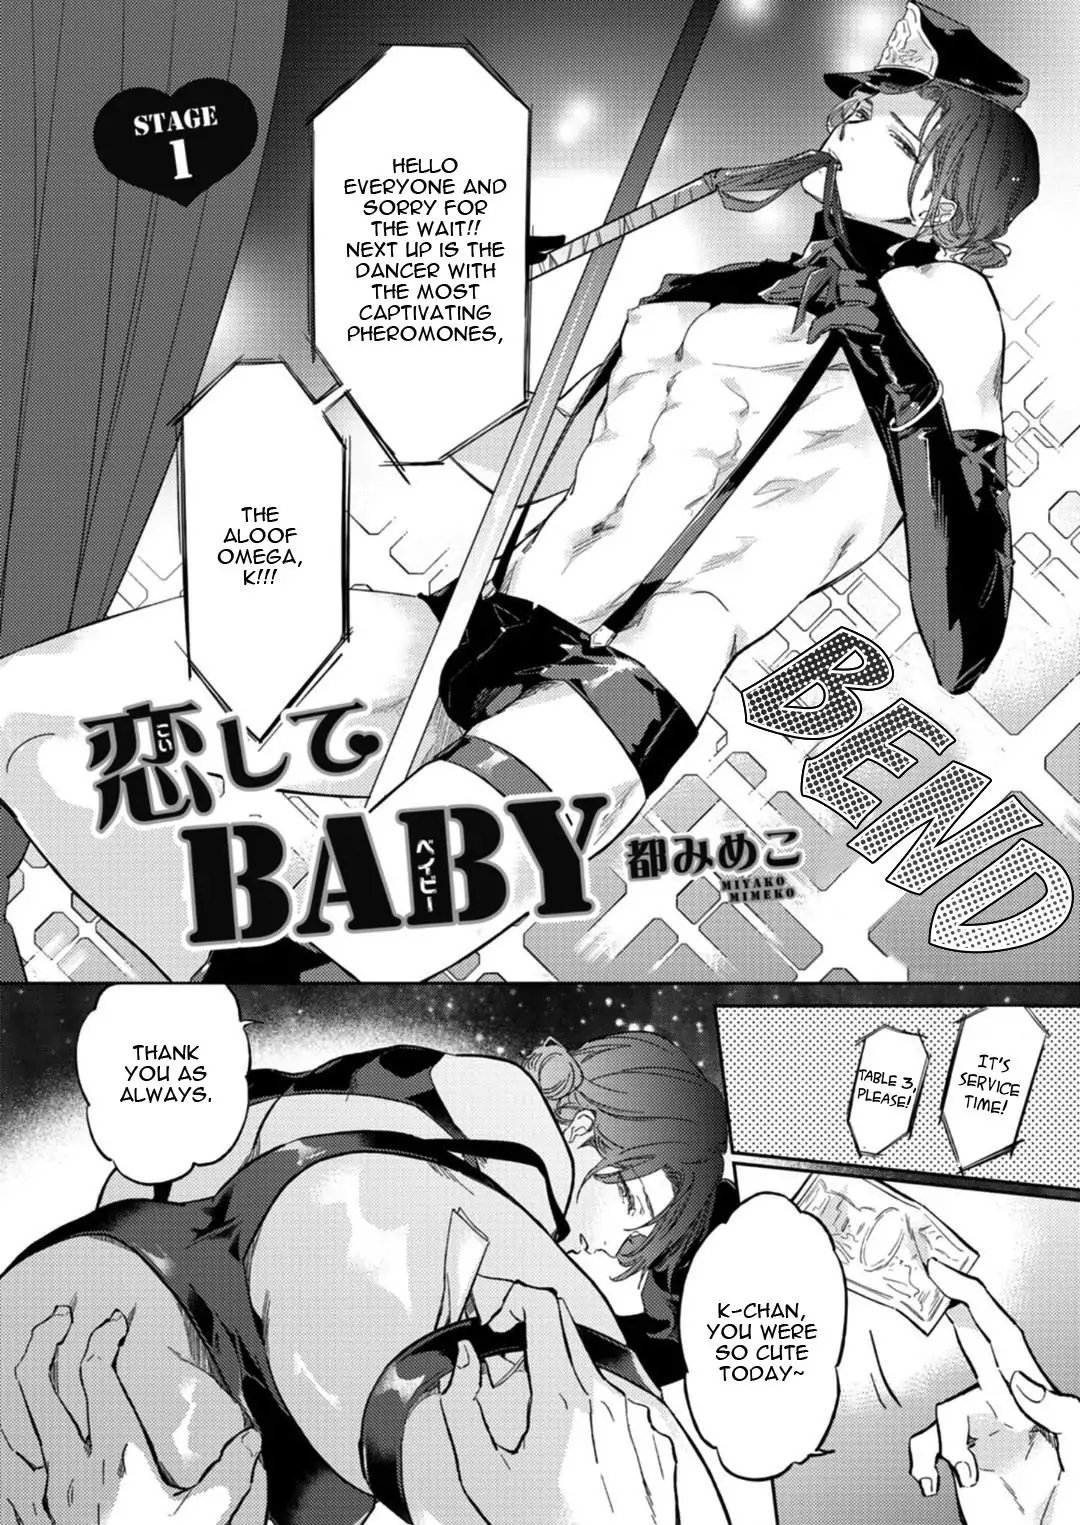 STAGE
1
HELLO
EVERYONE AND
SORRY FOR
THE WAIT!!
NEXT UP IS THE
DANCER WITH
THE MOST
CAPTIVATING
PHEROMONES,
THE
ALOOF
OMEGA,
K!!!
BEND
恋して
こい
BABY
ベイビー
都みめこ
MIYAKO
MIMEKO
IT'S
SERVICE
TIME!
TABLE 3,
PLEASE!
THANK
YOU AS
ALWAYS.
K-CHAN,
YOU WERE
SO CUTE
TODAY~